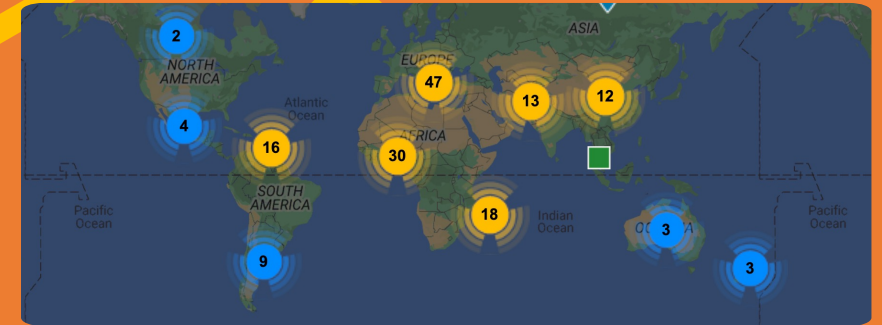 ASIA
2
NORTH
AMERICA
EUROPE
47
13
12
Atlantic
Ocean
4
16
AFRICA
30
SOUTH
AMERICA
18
Indian
Ocean
Pacific
Ocean
3
Pacific
Ocean
9
3